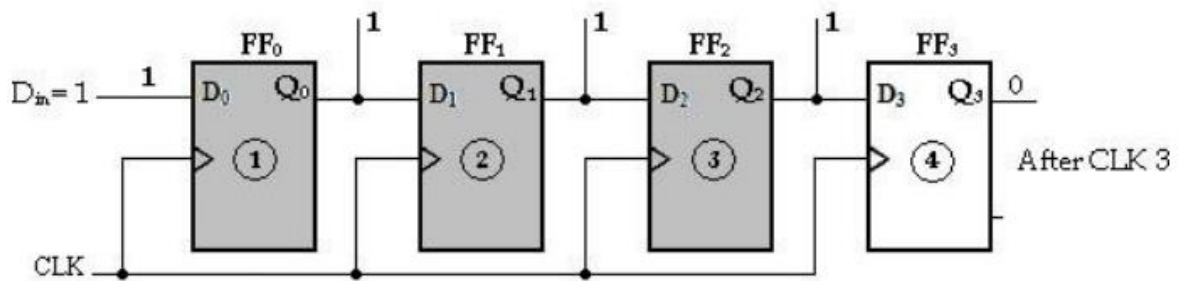 1 1 1
FF₀ FF₁ FF₂ FF₃
Dᵢₙ= 1 1 D₀ Q₀ D₁ Q₁ D₂ Q₂ D₃ Q₃ 0
1 2 3 4 After CLK 3
CLK